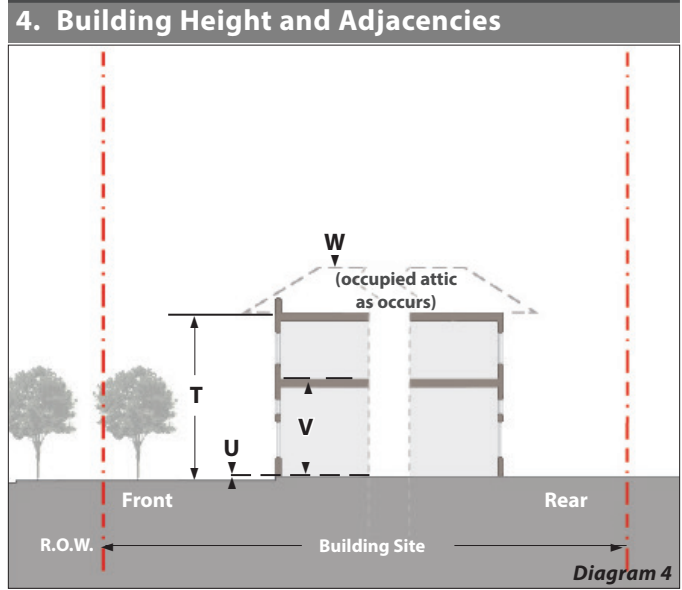 4. Building Height and Adjacencies
W
(occupied attic
as occurs)
T
V
U
Front
Rear
R.O.W.
Building Site
Diagram 4